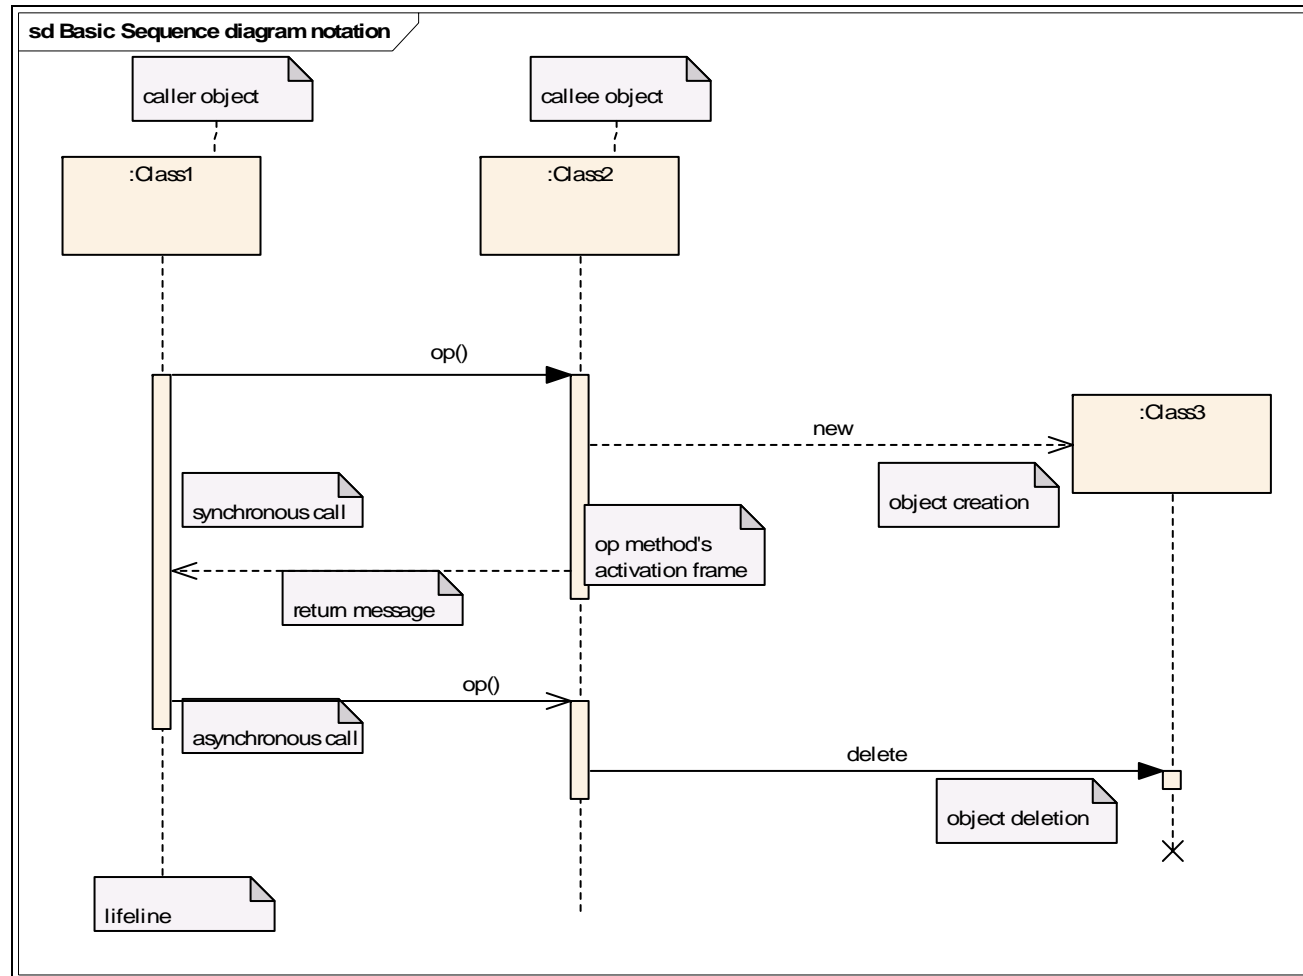 sd Basic Sequence diagram notation
caller object
callee object
:Class1
:Class2
op()
:Class3
new
synchronous call
object creation
op method's
activation frame
return message
op()
asynchronous call
delete
object deletion
lifeline